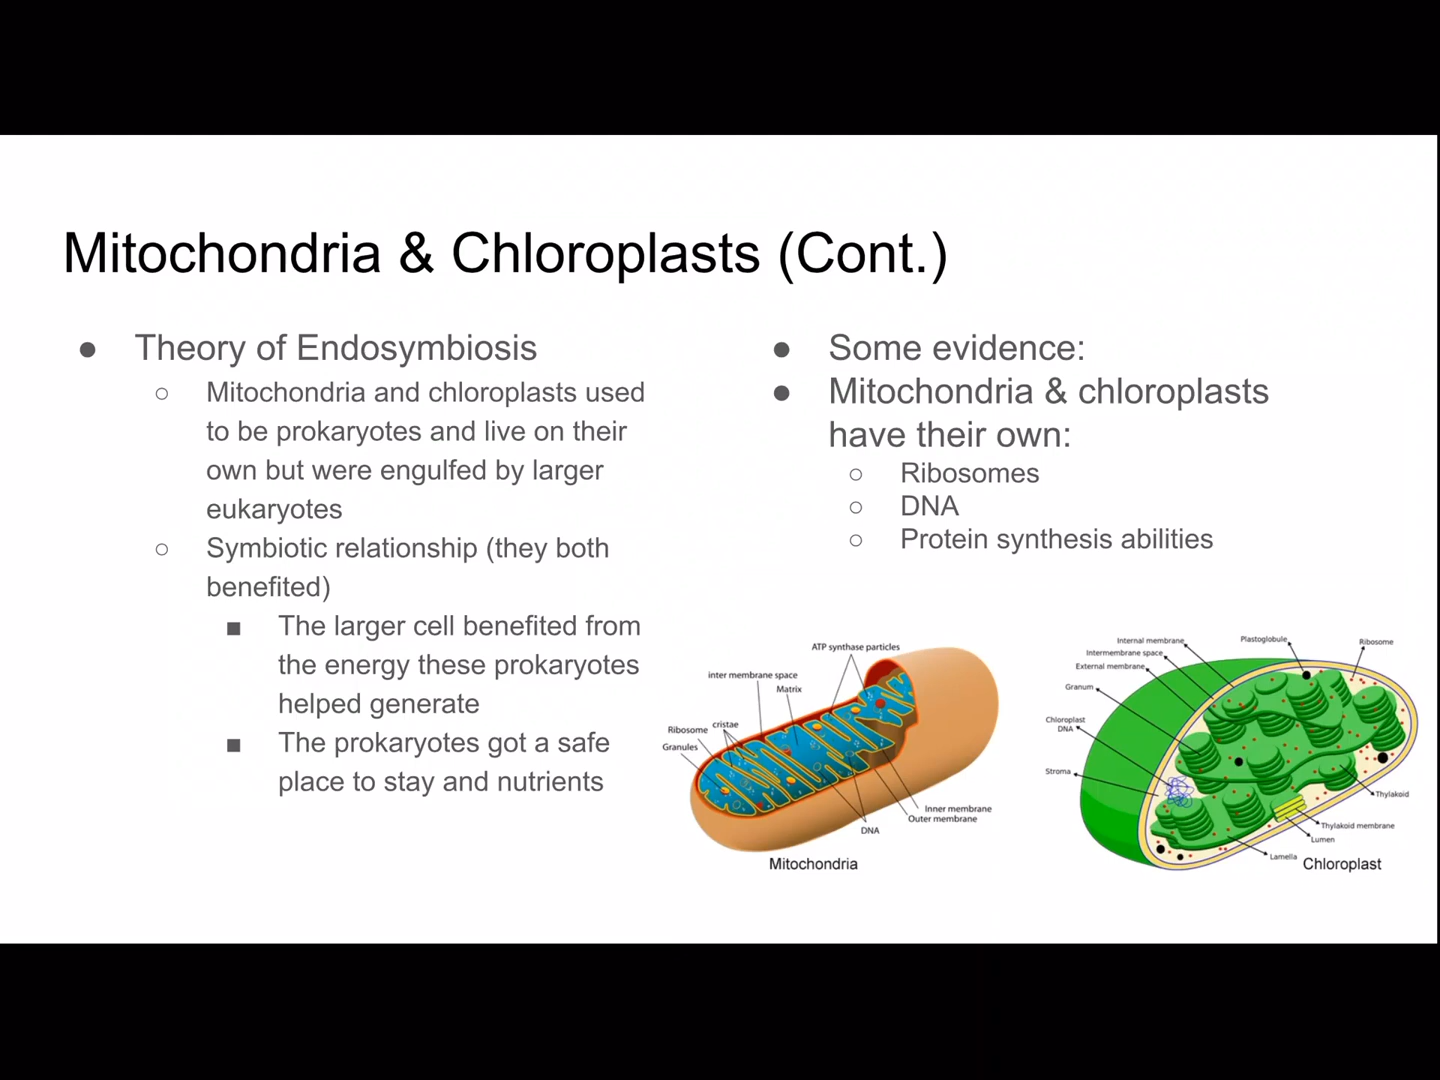 Mitochondria & Chloroplasts (Cont.)
● Theory of Endosymbiosis
○ Mitochondria and chloroplasts used
to be prokaryotes and live on their
own but were engulfed by larger
eukaryotes
○ Symbiotic relationship (they both
benefited)
■ The larger cell benefited from
the energy these prokaryotes
helped generate
■ The prokaryotes got a safe
place to stay and nutrients
● Some evidence:
● Mitochondria & chloroplasts
have their own:
○ Ribosomes
○ DNA
○ Protein synthesis abilities
ATP synthase particles
inter membrane space
Matrix
cristae
Ribosome
Granules
Inner membrane
Outer membrane
DNA
Mitochondria
Internal membrane
Intermembrane space
External membrane
Granum
Chloroplast
DNA
Stroma
Plastoglobule
Ribosome
Thylakoid
Thylakoid membrane
Lumen
Lamella
Chloroplast